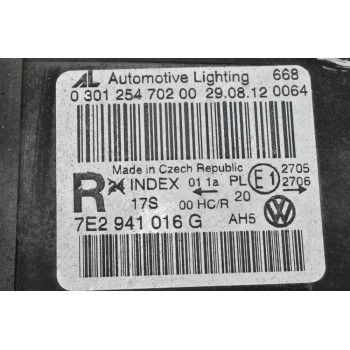 AL Automotive Lighting 668
0 301 254 702 00 29.08.12 0064
Made in Czech Republic
R INDEX 01 1a PL E1 2705
← → 2706
17S 00 HC/R 20
7E2 941 016 G AH5 VW